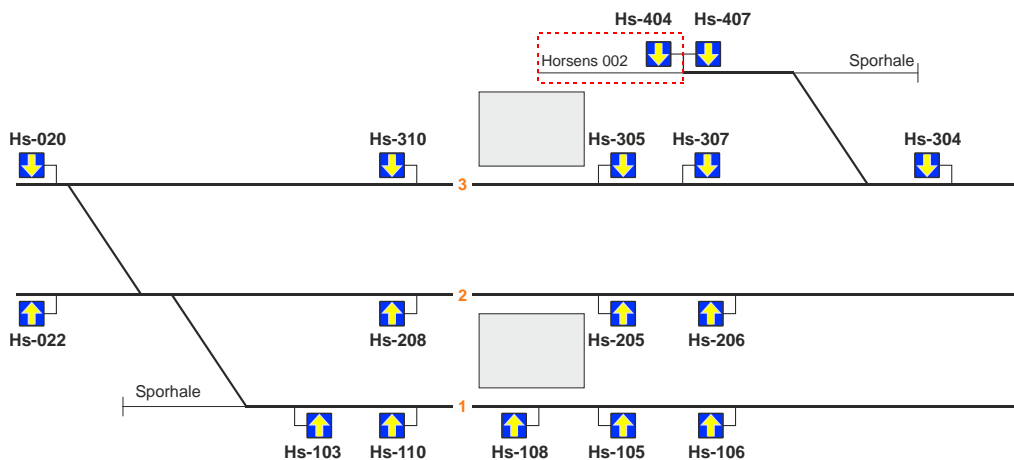 Hs-404 Hs-407
Horsens 002
Sporhale
Hs-020
Hs-310
Hs-305
Hs-307
Hs-304
3
2
Hs-022
Hs-208
Hs-205
Hs-206
Sporhale
1
Hs-103
Hs-110
Hs-108
Hs-105
Hs-106